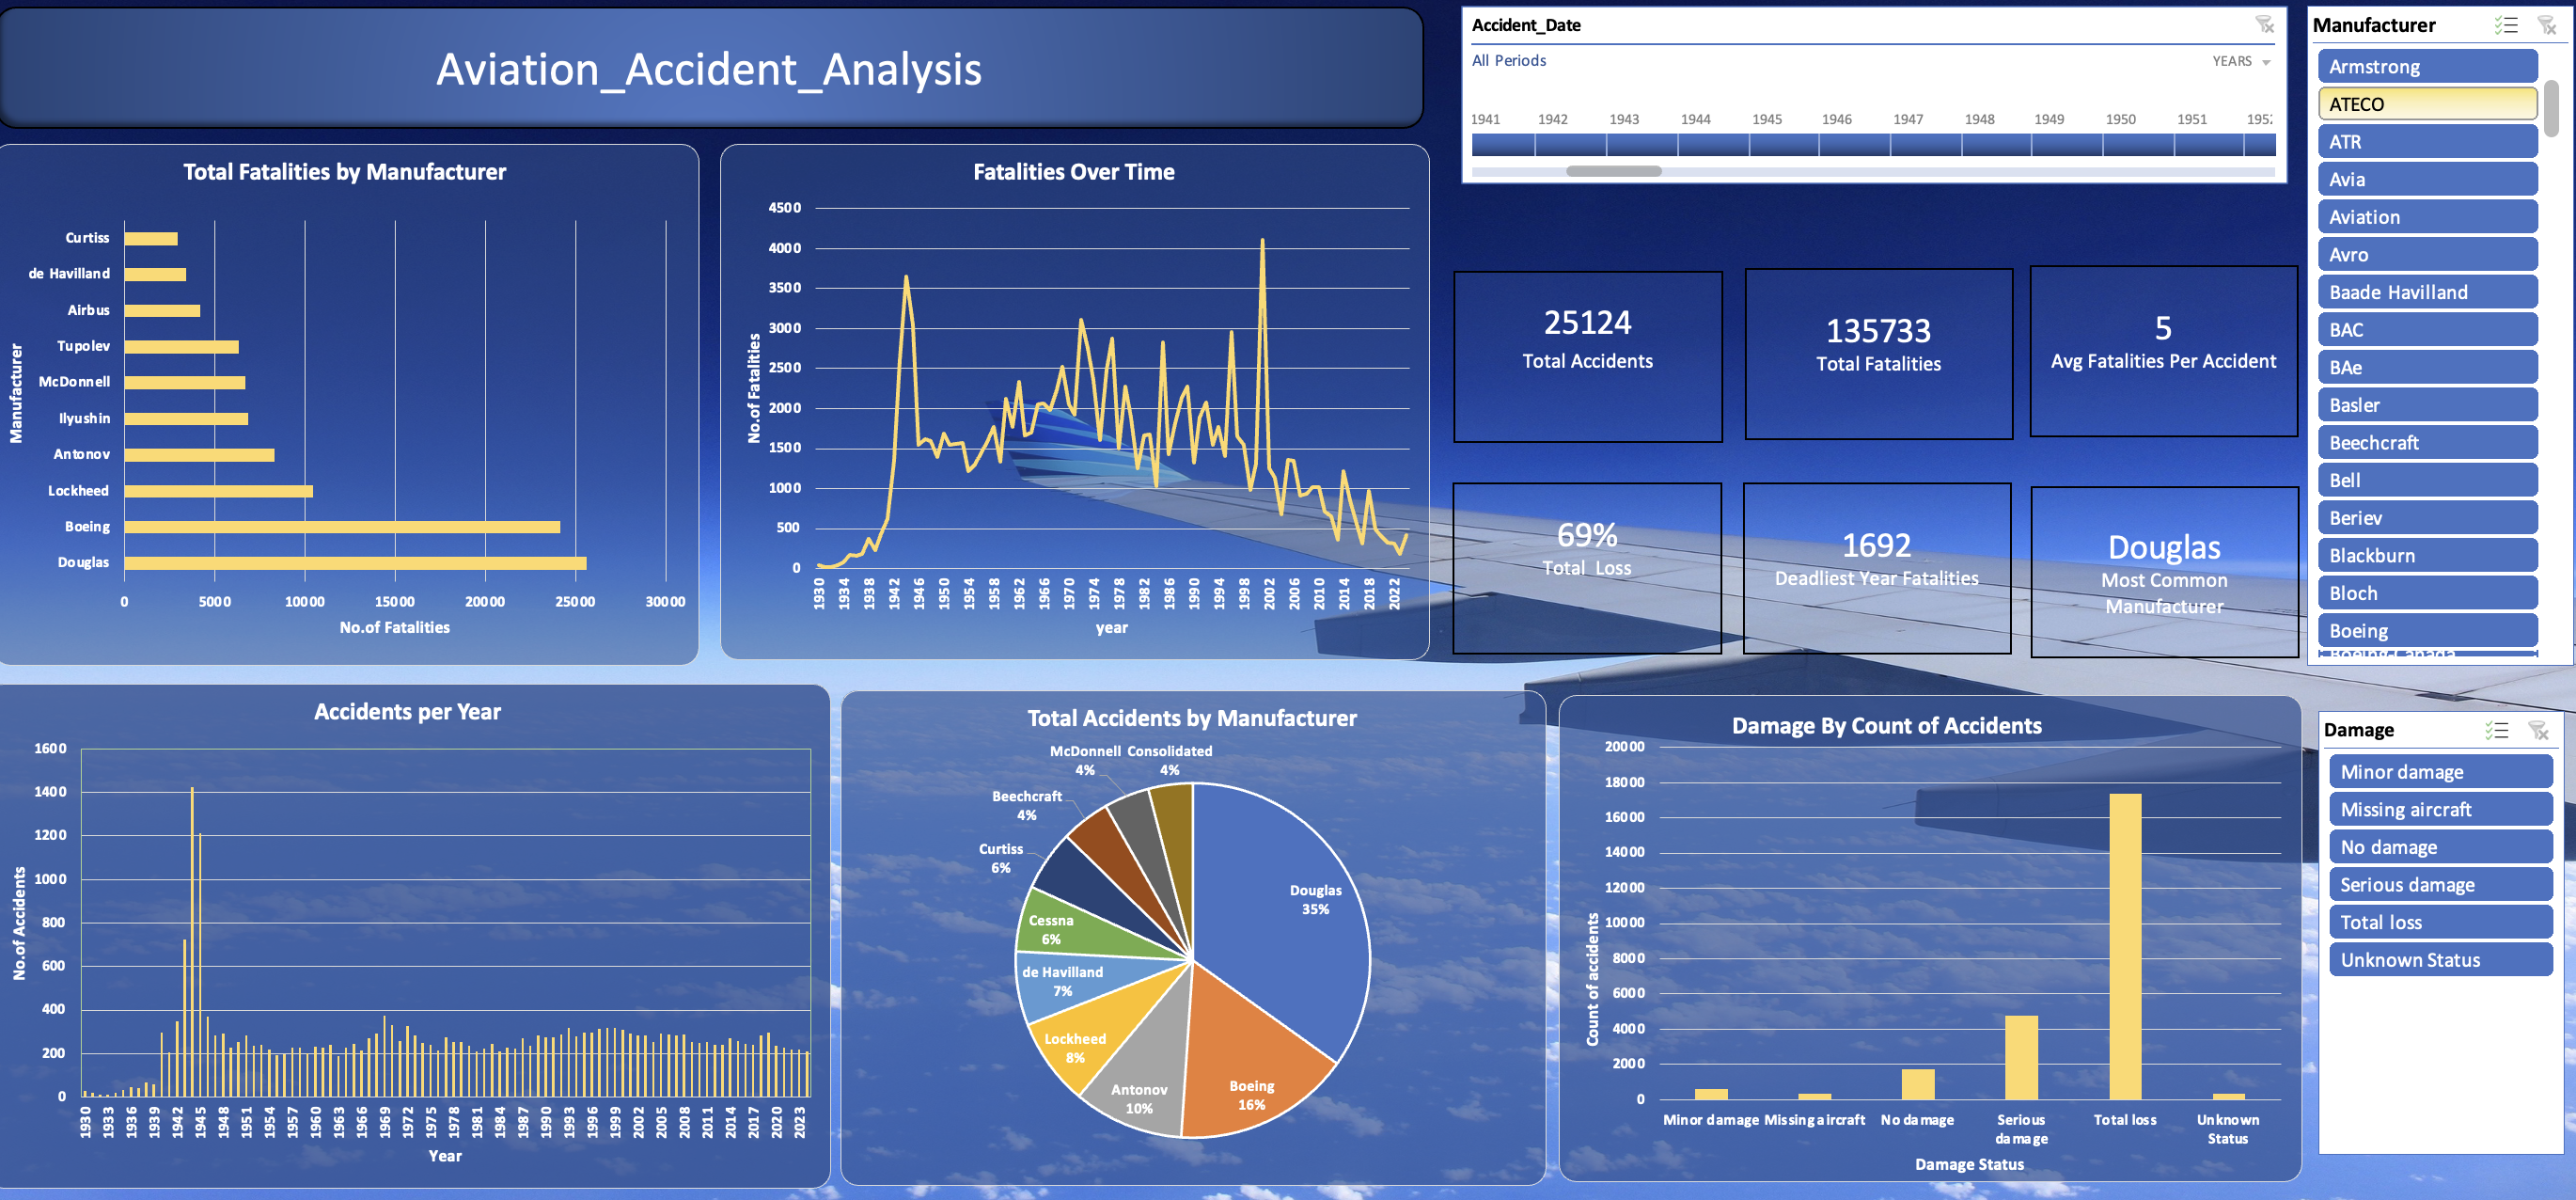 Aviation_Accident_Analysis
Accident_Date
All Periods
YEARS
1941 1942 1943 1944 1945 1946 1947 1948 1949 1950 1951
Manufacturer
Armstrong
ATECO
ATR
Avia
Aviation
Avro
Baade Havilland
BAC
BAe
Basler
Beechcraft
Bell
Beriev
Blackburn
Bloch
Boeing
Boeing-Canada
Total Fatalities by Manufacturer
Manufacturer
Curtiss
de Havilland
Airbus
Tupolev
McDonnell
Ilyushin
Antonov
Lockheed
Boeing
Douglas
0 5000 10000 15000 20000 25000 30000
No.of Fatalities
Fatalities Over Time
No.of Fatalities
4500
4000
3500
3000
2500
2000
1500
1000
500
0
1930 1934 1938 1942 1946 1950 1954 1958 1962 1966 1970 1974 1978 1982 1986 1990 1994 1998 2002 2006 2010 2014 2018 2022
year
25124
Total Accidents
135733
Total Fatalities
5
Avg Fatalities Per Accident
69%
Total Loss
1692
Deadliest Year Fatalities
Douglas
Most Common
Manufacturer
Accidents per Year
No.of Accidents
1600
1400
1200
1000
800
600
400
200
0
1930 1933 1936 1939 1942 1945 1948 1951 1954 1957 1960 1963 1966 1969 1972 1975 1978 1981 1984 1987 1990 1993 1996 1999 2002 2005 2008 2011 2014 2017 2020 2023
Year
Total Accidents by Manufacturer
McDonnell
4%
Consolidated
4%
Beechcraft
4%
Curtiss
6%
Cessna
6%
de Havilland
7%
Lockheed
8%
Antonov
10%
Boeing
16%
Douglas
35%
Damage By Count of Accidents
Count of accidents
20000
18000
16000
14000
12000
10000
8000
6000
4000
2000
0
Minor damage
Missing aircraft
No damage
Serious
damage
Total loss
Unknown
Status
Damage Status
Damage
Minor damage
Missing aircraft
No damage
Serious damage
Total loss
Unknown Status